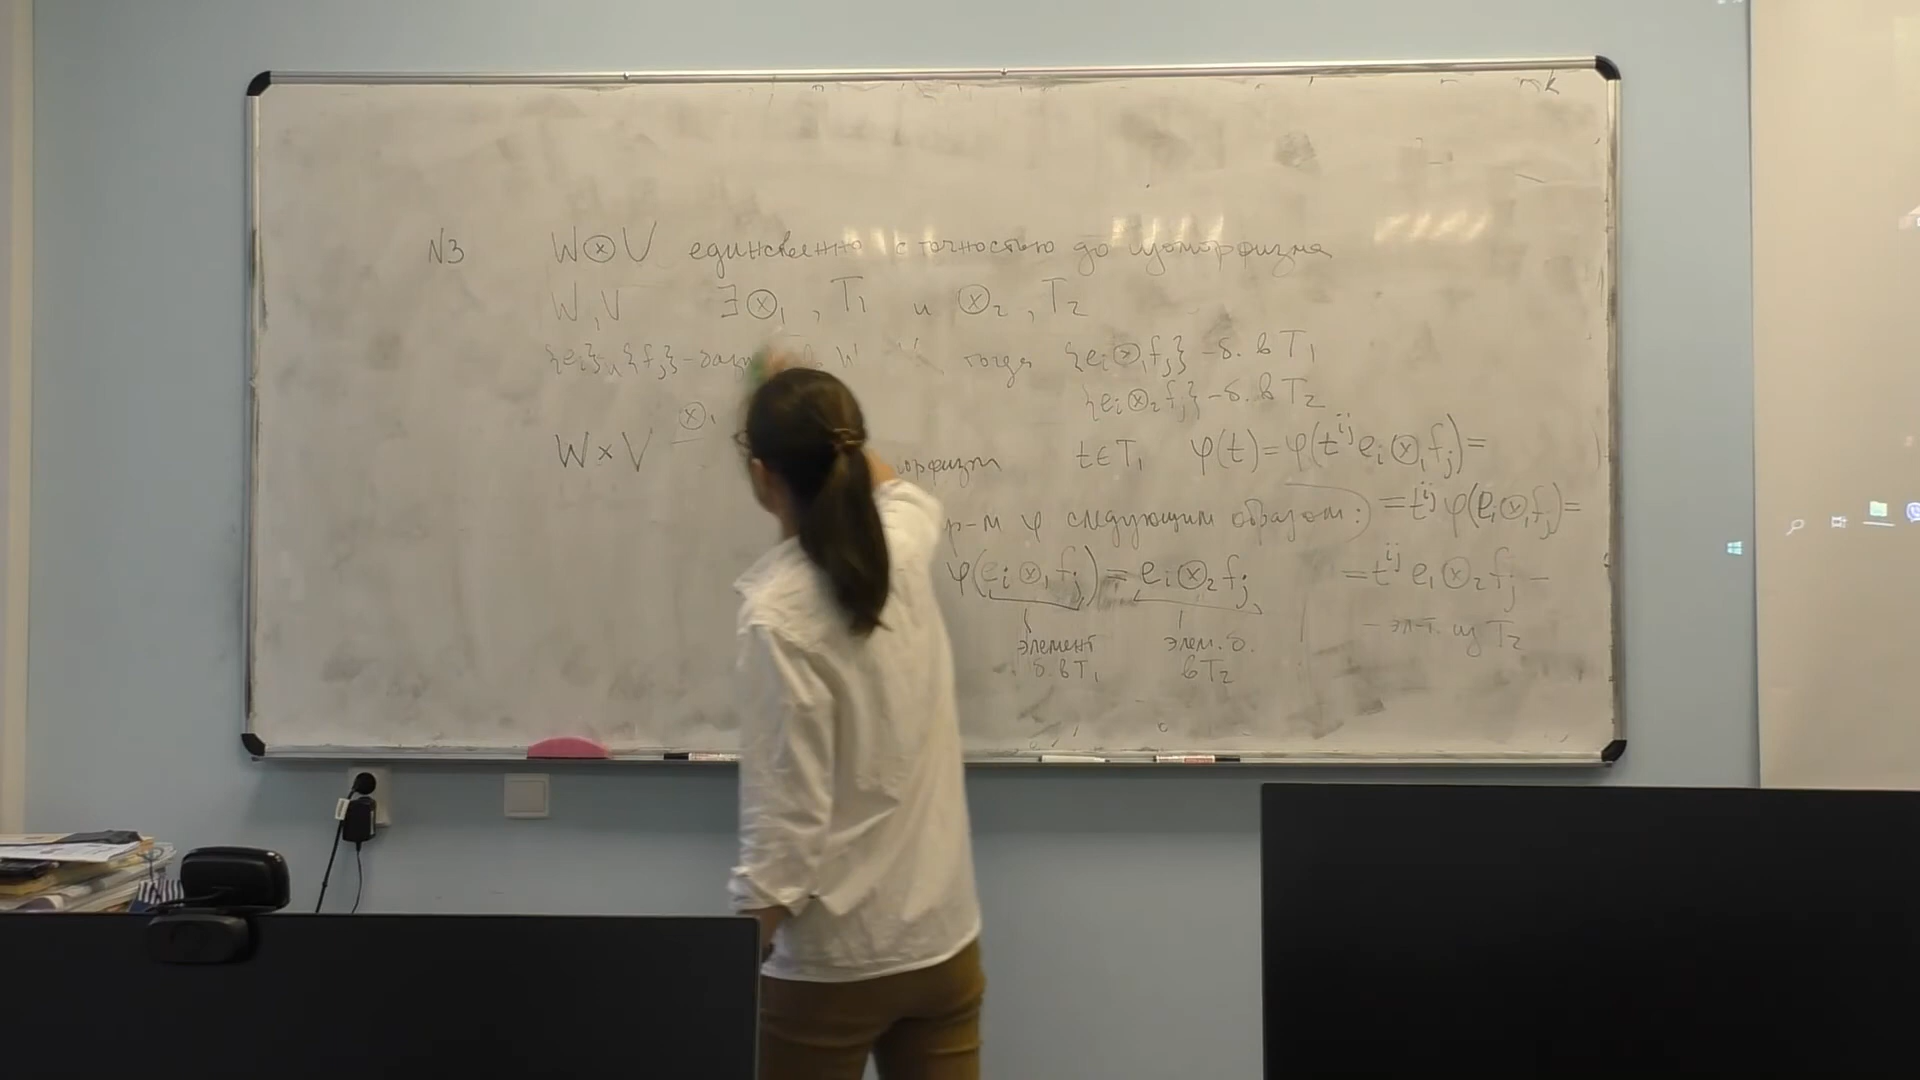 N3 W⊗V единственно с точностью до изоморфизма
W, V ∃⊗₁, T₁ и ⊗₂, T₂
{eᵢ} и {fⱼ} - W тогда {eᵢ⊗₁fⱼ} - б. в T₁
{eᵢ⊗₂fⱼ} - б. в T₂
⊗₁
W×V t∈T₁ φ(t)=φ(tⁱʲeᵢ⊗₁fⱼ)=
р-м φ следующим образом: =tⁱʲφ(eᵢ⊗₁fⱼ)=
φ(eᵢ⊗₁fⱼ)=eᵢ⊗₂fⱼ =tⁱʲeᵢ⊗₂fⱼ -
элемент б. в T₁ элем. б. в T₂ - эл-т. из T₂